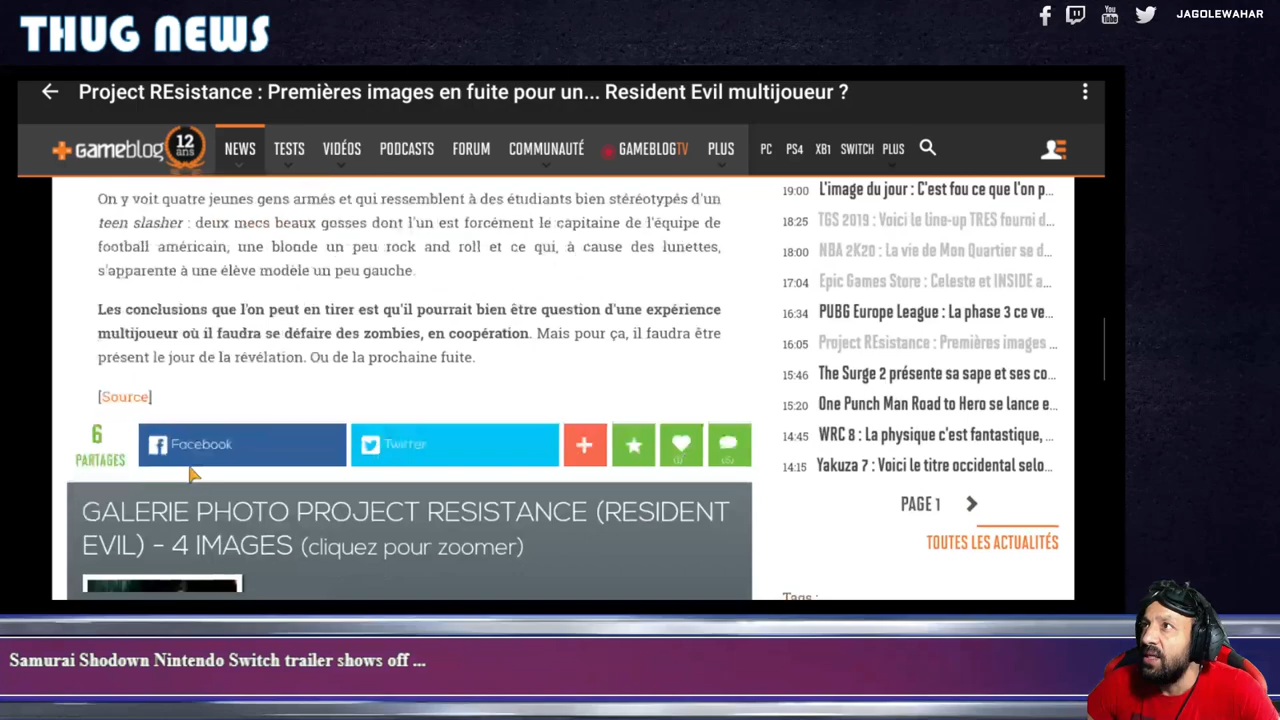 THUG NEWS
JAGOLEWAHAR
Project REsistance : Premières images en fuite pour un... Resident Evil multijoueur ?
gameblog 12 ans NEWS TESTS VIDÉOS PODCASTS FORUM COMMUNAUTÉ GAMEBLOGTV PLUS PC PS4 XB1 SWITCH PLUS
On y voit quatre jeunes gens armés et qui ressemblent à des étudiants bien stéréotypés d'un
teen slasher : deux mecs beaux gosses dont l'un est forcément le capitaine de l'équipe de
football américain, une blonde un peu rock and roll et ce qui, à cause des lunettes,
s'apparente à une élève modèle un peu gauche.
Les conclusions que l'on peut en tirer est qu'il pourrait bien être question d'une expérience
multijoueur où il faudra se défaire des zombies, en coopération. Mais pour ça, il faudra être
présent le jour de la révélation. Ou de la prochaine fuite.
[Source]
6
PARTAGES
Facebook
Twitter
GALERIE PHOTO PROJECT RESISTANCE (RESIDENT
EVIL) - 4 IMAGES (cliquez pour zoomer)
19:00 L'image du jour : C'est fou ce que l'on p...
18:25 TGS 2019 : Voici le line-up TRES fourni d...
18:00 NBA 2K20 : La vie de Mon Quartier se d...
17:04 Epic Games Store : Celeste et INSIDE a...
16:34 PUBG Europe League : La phase 3 ce ve...
16:05 Project REsistance : Premières images ...
15:46 The Surge 2 présente sa sape et ses co...
15:20 One Punch Man Road to Hero se lance e...
14:45 WRC 8 : La physique c'est fantastique, ...
14:15 Yakuza 7 : Voici le titre occidental selo...
PAGE 1
TOUTES LES ACTUALITÉS
Tags :
Samurai Shodown Nintendo Switch trailer shows off ...